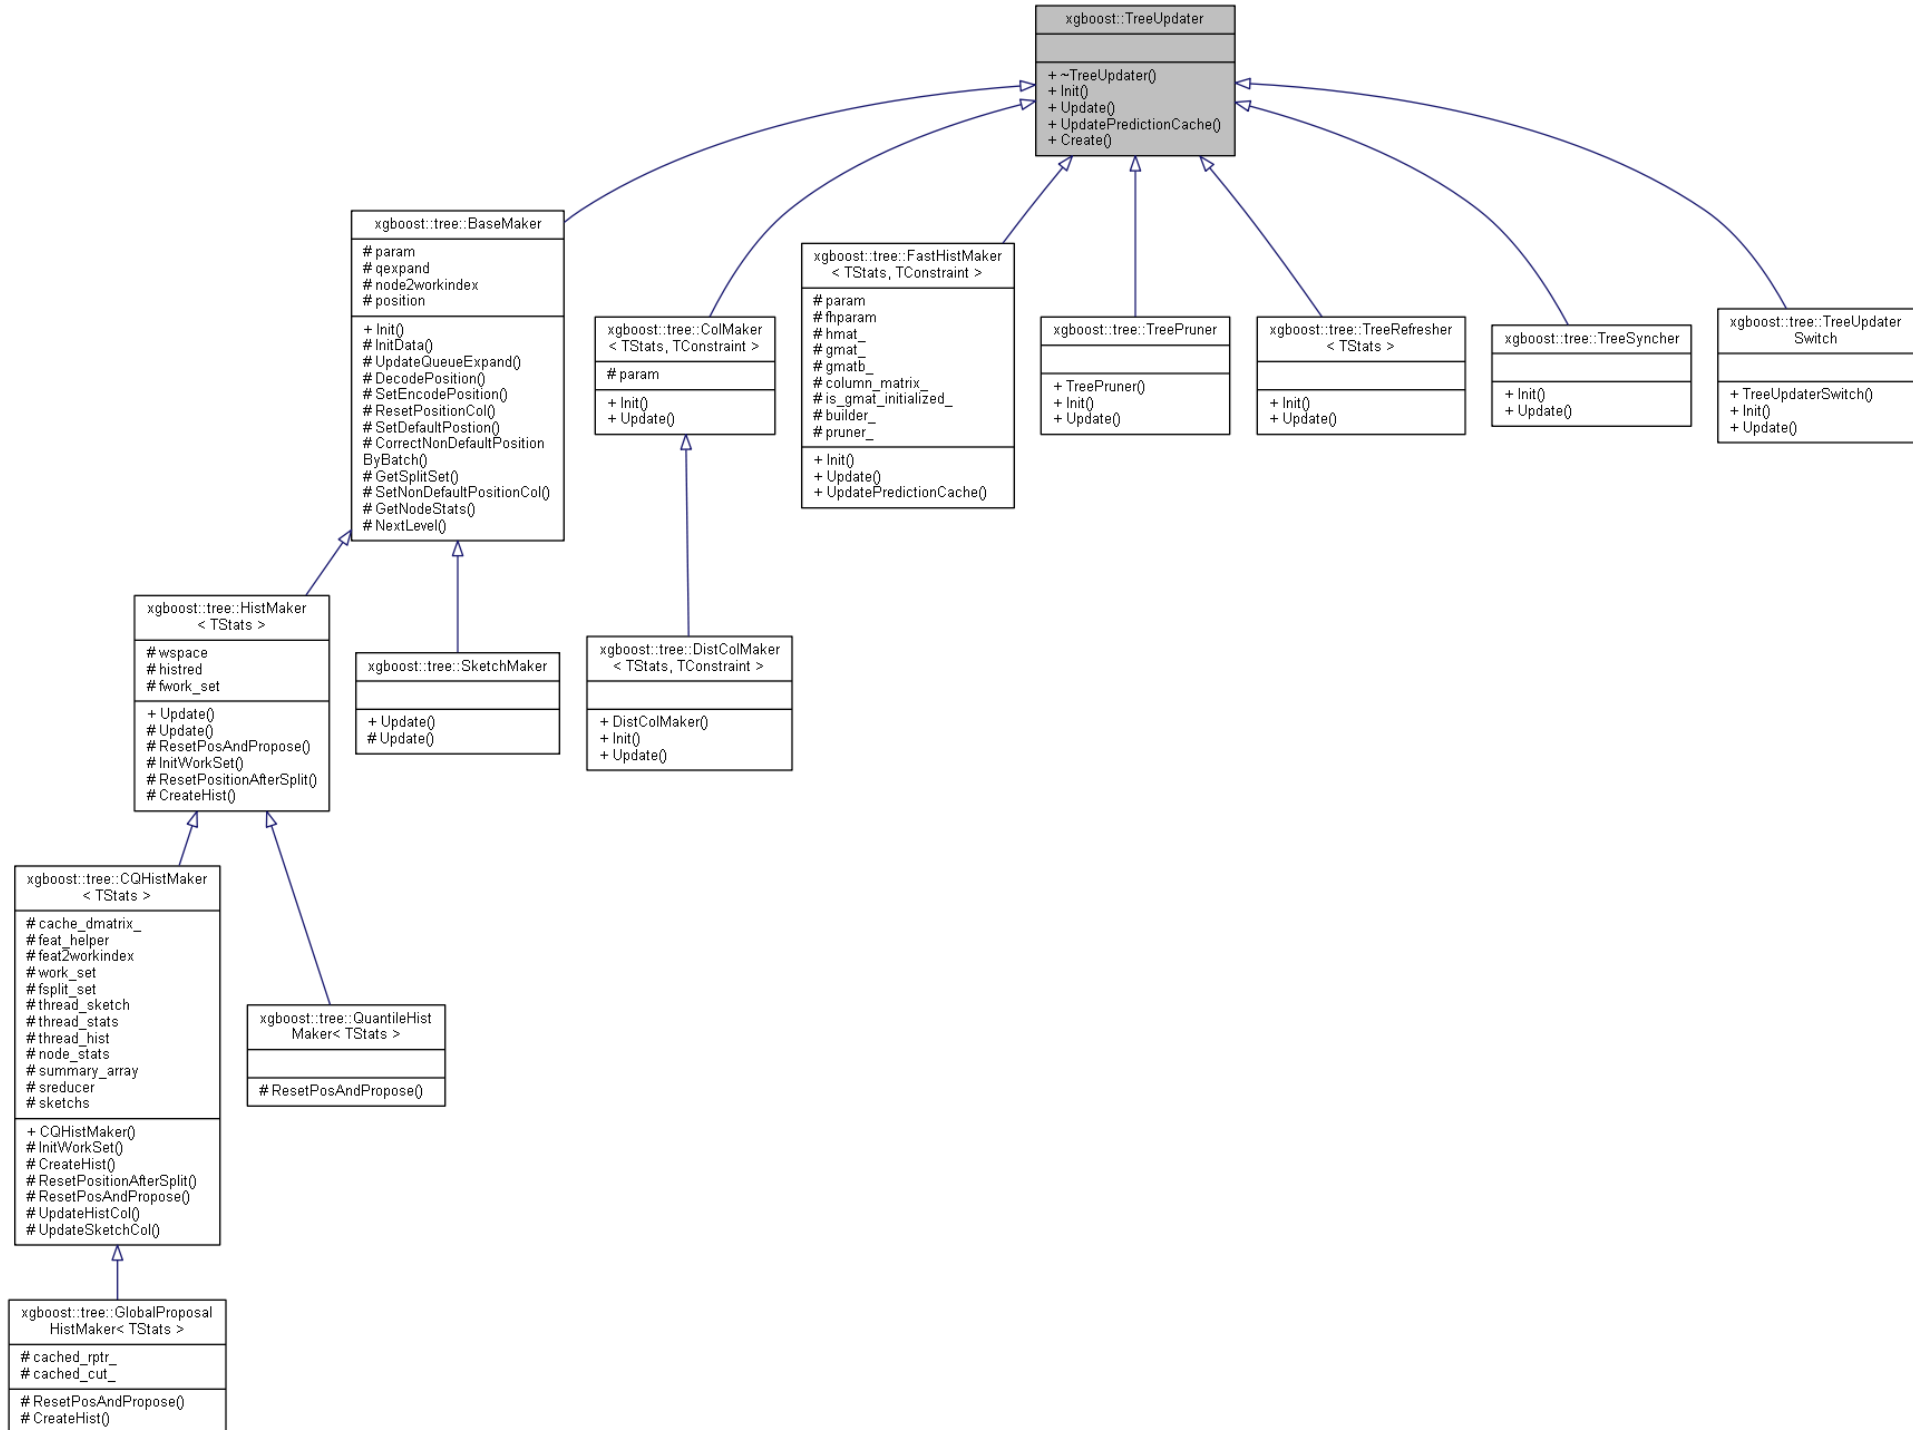 xgboost::TreeUpdater
+ ~TreeUpdater()
+ Init()
+ Update()
+ UpdatePredictionCache()
+ Create()
xgboost::tree::BaseMaker
# param
# qexpand
# node2workindex
# position
+ Init()
# InitData()
# UpdateQueueExpand()
# DecodePosition()
# SetEncodePosition()
# ResetPositionCol()
# SetDefaultPostion()
# CorrectNonDefaultPosition
ByBatch()
# GetSplitSet()
# SetNonDefaultPositionCol()
# GetNodeStats()
# NextLevel()
xgboost::tree::ColMaker
< TStats, TConstraint >
# param
+ Init()
+ Update()
xgboost::tree::FastHistMaker
< TStats, TConstraint >
# param
# fhparam
# hmat_
# gmat_
# gmatb_
# column_matrix_
# is_gmat_initialized_
# builder_
# pruner_
+ Init()
+ Update()
+ UpdatePredictionCache()
xgboost::tree::TreePruner
+ TreePruner()
+ Init()
+ Update()
xgboost::tree::TreeRefresher
< TStats >
+ Init()
+ Update()
xgboost::tree::TreeSyncher
+ Init()
+ Update()
xgboost::tree::TreeUpdater
Switch
+ TreeUpdaterSwitch()
+ Init()
+ Update()
xgboost::tree::HistMaker
< TStats >
# wspace
# histred
# fwork_set
+ Update()
# Update()
# ResetPosAndPropose()
# InitWorkSet()
# ResetPositionAfterSplit()
# CreateHist()
xgboost::tree::SketchMaker
+ Update()
# Update()
xgboost::tree::DistColMaker
< TStats, TConstraint >
+ DistColMaker()
+ Init()
+ Update()
xgboost::tree::CQHistMaker
< TStats >
# cache_dmatrix_
# feat_helper
# feat2workindex
# work_set
# fsplit_set
# thread_sketch
# thread_stats
# thread_hist
# node_stats
# summary_array
# sreducer
# sketchs
+ CQHistMaker()
# InitWorkSet()
# CreateHist()
# ResetPositionAfterSplit()
# ResetPosAndPropose()
# UpdateHistCol()
# UpdateSketchCol()
xgboost::tree::QuantileHist
Maker< TStats >
# ResetPosAndPropose()
xgboost::tree::GlobalProposal
HistMaker< TStats >
# cached_rptr_
# cached_cut_
# ResetPosAndPropose()
# CreateHist()